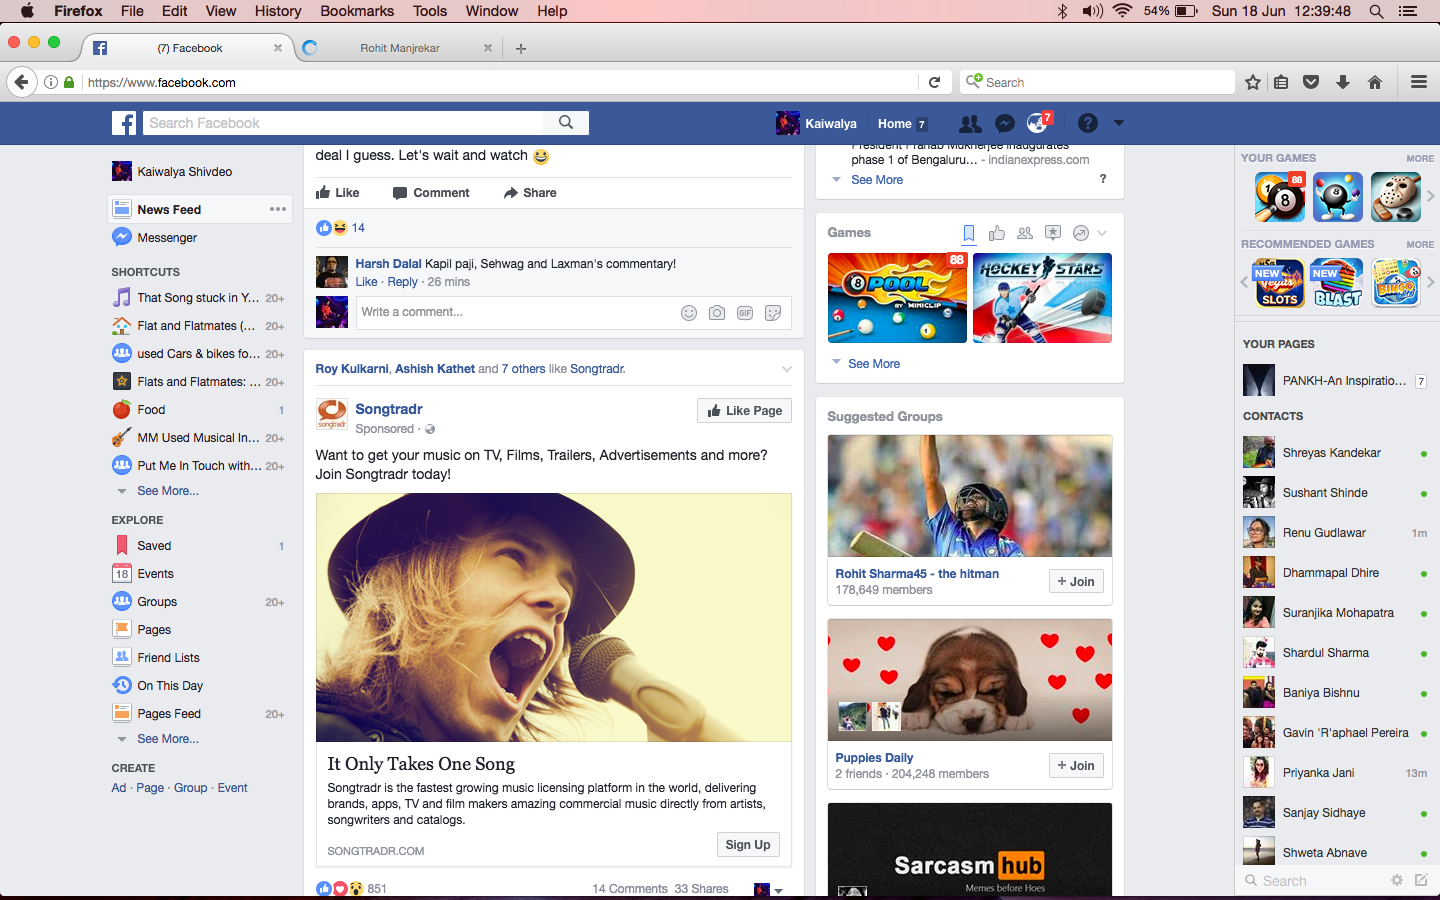 Firefox File Edit View History Bookmarks Tools Window Help
54% Sun 18 Jun 12:39:48
(7) Facebook
Rohit Manjrekar
https://www.facebook.com
Search
Search Facebook
Kaiwalya
Home 7
7
Kaiwalya Shivdeo
News Feed
Messenger
SHORTCUTS
That Song stuck in Y... 20+
Flat and Flatmates (... 20+
used Cars & bikes fo... 20+
Flats and Flatmates: ... 20+
Food 1
MM Used Musical In... 20+
Put Me In Touch with... 20+
See More...
EXPLORE
Saved 1
18 Events
Groups 20+
Pages
Friend Lists
On This Day
Pages Feed 20+
See More...
CREATE
Ad · Page · Group · Event
deal I guess. Let's wait and watch
Like Comment Share
14
Harsh Dalal Kapil paji, Sehwag and Laxman's commentary!
Like · Reply · 26 mins
Write a comment...
GIF
Roy Kulkarni, Ashish Kathet and 7 others like Songtradr.
songtradr
Songtradr
Sponsored ·
Like Page
Want to get your music on TV, Films, Trailers, Advertisements and more?
Join Songtradr today!
It Only Takes One Song
Songtradr is the fastest growing music licensing platform in the world, delivering
brands, apps, TV and film makers amazing commercial music directly from artists,
songwriters and catalogs.
SONGTRADR.COM
Sign Up
851
14 Comments 33 Shares
President Pranab Mukherjee inaugurates
phase 1 of Bengaluru... - indianexpress.com
See More ?
Games
88
8 POOL
BY MINICLIP
HOCKEY STARS
See More
Suggested Groups
Rohit Sharma45 - the hitman
178,649 members
+ Join
Puppies Daily
2 friends · 204,248 members
+ Join
Sarcasm hub
Memes before Hoes
YOUR GAMES MORE
88
RECOMMENDED GAMES MORE
NEW
Vegas
SLOTS
NEW
BLAST
BINGO
YOUR PAGES
PANKH-An Inspiratio... 7
CONTACTS
Shreyas Kandekar
Sushant Shinde
Renu Gudlawar 1m
Dhammapal Dhire
Suranjika Mohapatra
Shardul Sharma
Baniya Bishnu
Gavin 'R'aphael Pereira
Priyanka Jani 13m
Sanjay Sidhaye
Shweta Abnave
Search